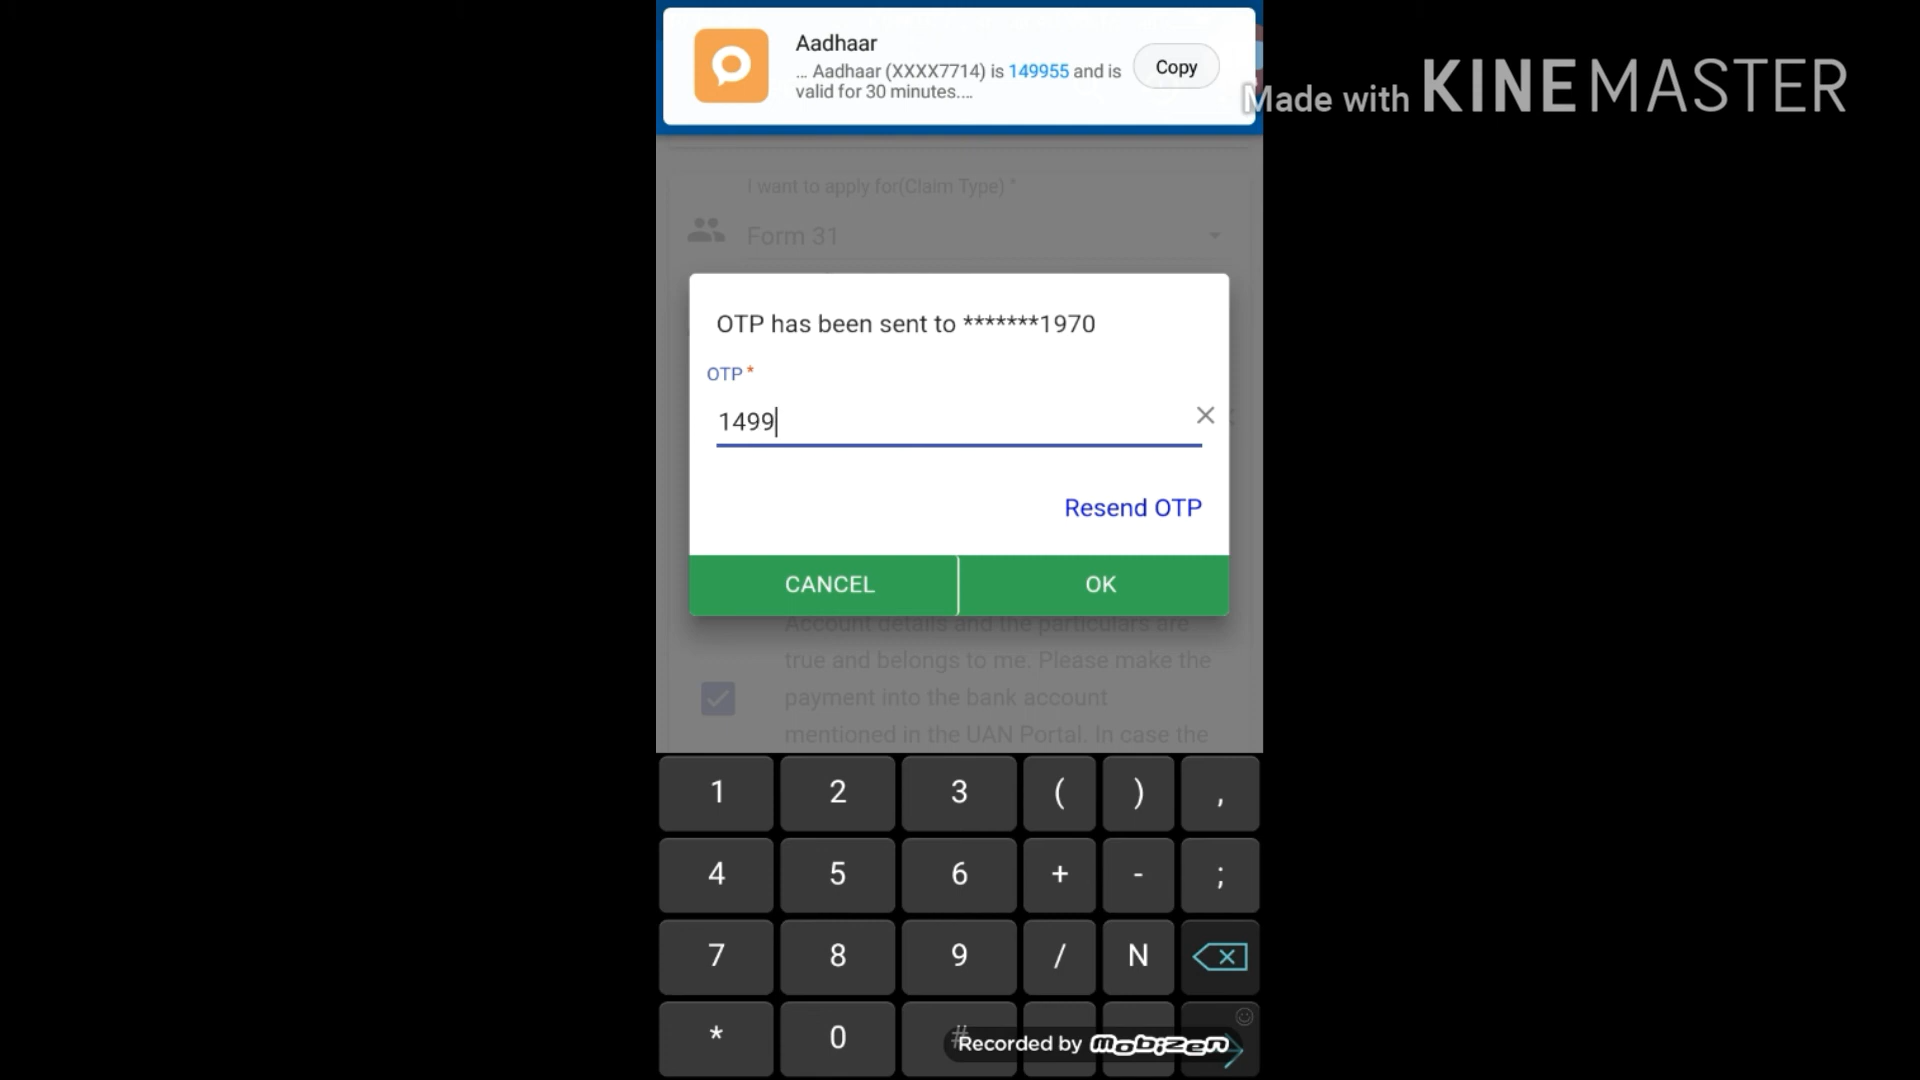 Aadhaar
... Aadhaar (XXXX7714) is 149955 and is
valid for 30 minutes....
Copy
Made with KINEMASTER
I want to apply for(Claim Type) *
Form 31
OTP has been sent to *******1970
OTP *
1499
Resend OTP
CANCEL
OK
Account details and the particulars are
true and belongs to me. Please make the
payment into the bank account
mentioned in the UAN Portal. In case the
1 2 3 ( ) ,
4 5 6 + - ;
7 8 9 / N
* 0 #
Recorded by mobizen